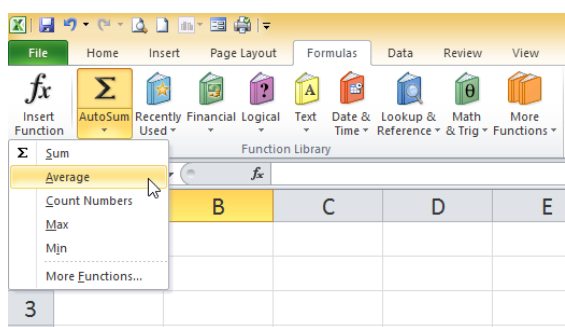 File Home Insert Page Layout Formulas Data Review View
fx Σ ? A θ
Insert Function AutoSum Recently Used Financial Logical Text Date & Time Lookup & Reference Math & Trig More Functions
Function Library
Σ Sum
Average
fx
Count Numbers
B C D E
Max
Min
More Functions...
3